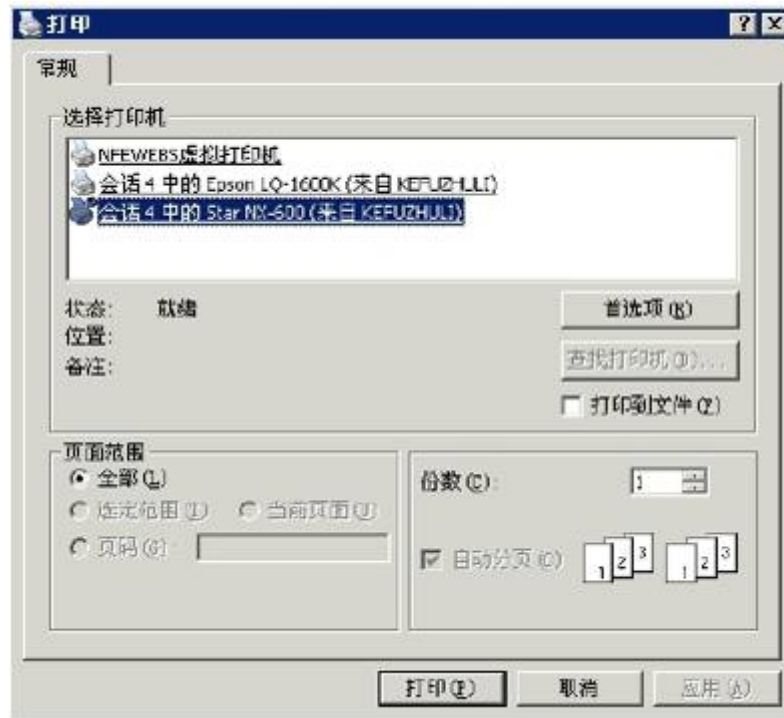 打印
常规
选择打印机
NFEWEBS虚拟打印机
会话 4 中的 Epson LQ-1600K (来自 KEFUZHULI)
会话 4 中的 Star NX-600 (来自 KEFUZHULI)
状态: 就绪
位置:
备注:
首选项(R)
查找打印机(D)...
打印到文件(F)
页面范围
全部(L)
选定范围(T) 当前页面(U)
页码(G):
份数(C): 1
自动分页(O)
1 2 3 1 2 3
打印(P) 取消 应用(A)